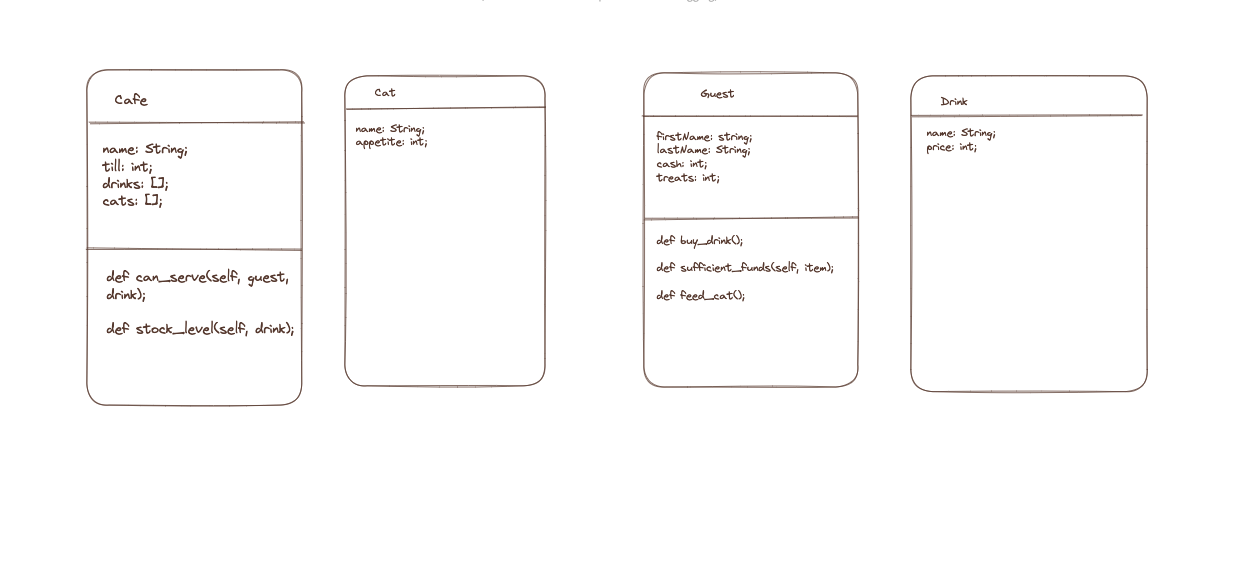 Cafe
name: String;
till: int;
drinks: [];
cats: [];
def can_serve(self, guest,
drink);
def stock_level(self, drink);
Cat
name: String;
appetite: int;
Guest
firstName: string;
lastName: String;
cash: int;
treats: int;
def buy_drink();
def sufficient_funds(self, item);
def feed_cat();
Drink
name: String;
price: int;